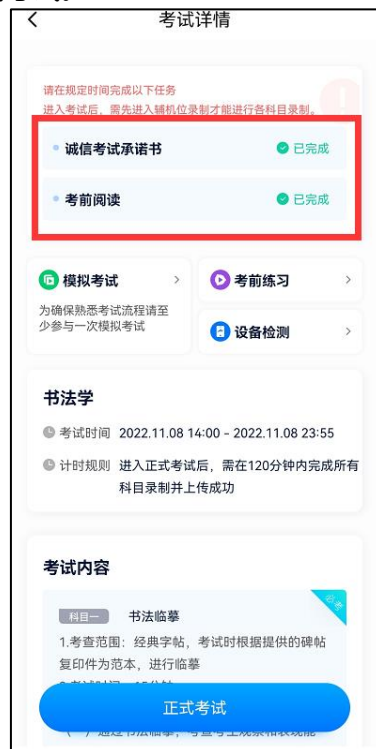 考试详情
请在规定时间完成以下任务
进入考试后，需先进入辅机位录制才能进行各科目录制。
诚信考试承诺书 已完成
考前阅读 已完成
模拟考试
为确保熟悉考试流程请至
少参与一次模拟考试
考前练习
设备检测
书法学
考试时间 2022.11.08 14:00 - 2022.11.08 23:55
计时规则 进入正式考试后，需在120分钟内完成所有
科目录制并上传成功
考试内容
必考
科目一 书法临摹
1.考查范围：经典字帖，考试时根据提供的碑帖
复印件为范本，进行临摹
正式考试